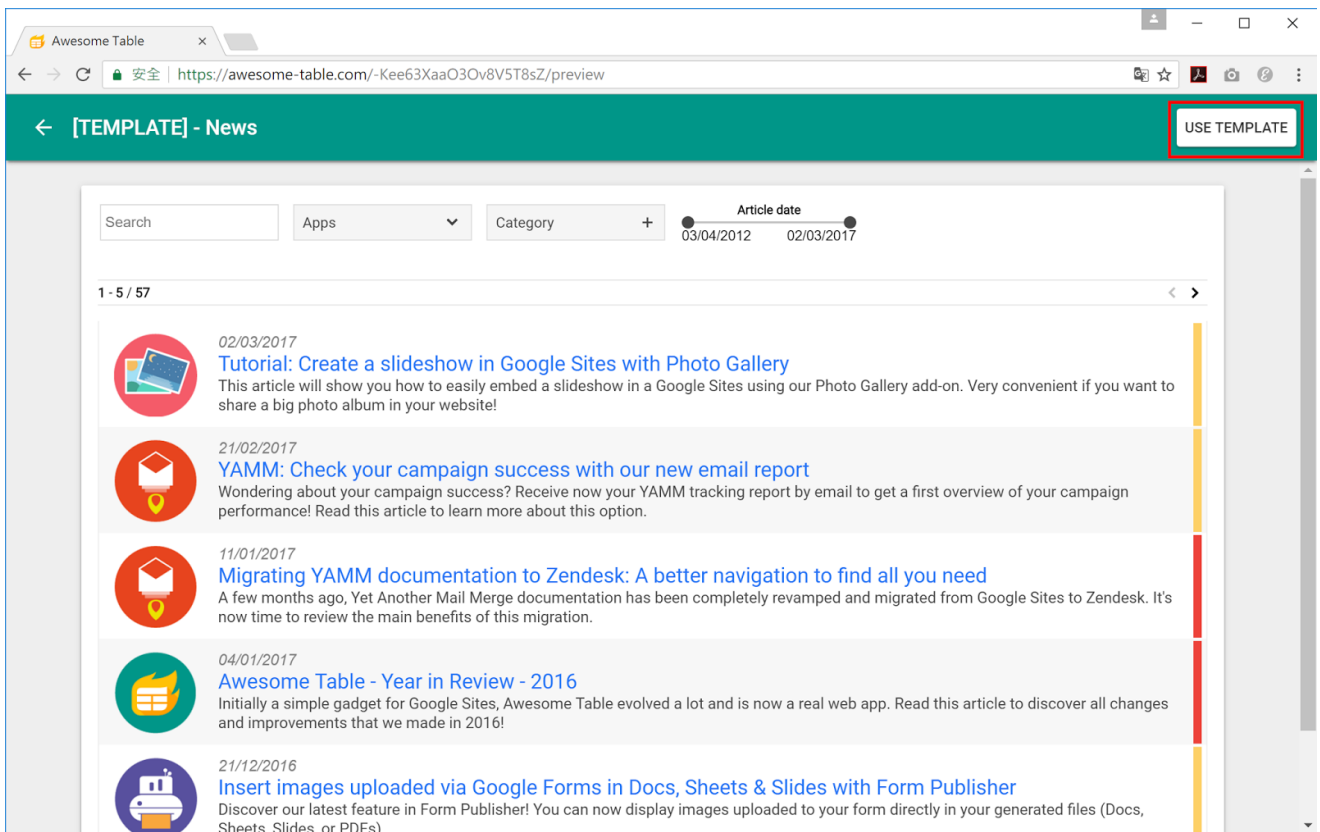 Awesome Table
安全 | https://awesome-table.com/-Kee63XaaO3Ov8V5T8sZ/preview
[TEMPLATE] - News
USE TEMPLATE
Search
Apps
Category
Article date
03/04/2012 02/03/2017
1 - 5 / 57
02/03/2017
Tutorial: Create a slideshow in Google Sites with Photo Gallery
This article will show you how to easily embed a slideshow in a Google Sites using our Photo Gallery add-on. Very convenient if you want to
share a big photo album in your website!
21/02/2017
YAMM: Check your campaign success with our new email report
Wondering about your campaign success? Receive now your YAMM tracking report by email to get a first overview of your campaign
performance! Read this article to learn more about this option.
11/01/2017
Migrating YAMM documentation to Zendesk: A better navigation to find all you need
A few months ago, Yet Another Mail Merge documentation has been completely revamped and migrated from Google Sites to Zendesk. It's
now time to review the main benefits of this migration.
04/01/2017
Awesome Table - Year in Review - 2016
Initially a simple gadget for Google Sites, Awesome Table evolved a lot and is now a real web app. Read this article to discover all changes
and improvements that we made in 2016!
21/12/2016
Insert images uploaded via Google Forms in Docs, Sheets & Slides with Form Publisher
Discover our latest feature in Form Publisher! You can now display images uploaded to your form directly in your generated files (Docs,
Sheets, Slides, or PDFs)